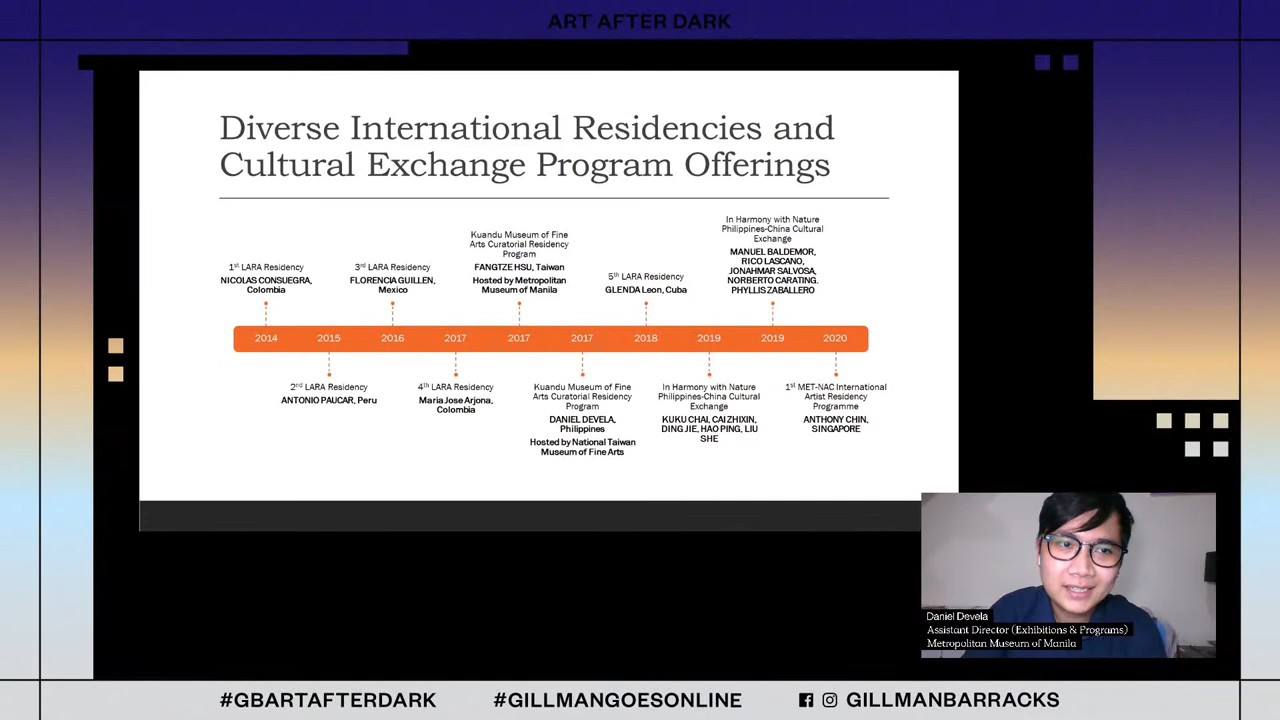 ART AFTER DARK
Diverse International Residencies and
Cultural Exchange Program Offerings
1st LARA Residency
NICOLAS CONSUEGRA,
Colombia
3rd LARA Residency
FLORENCIA GUILLEN,
Mexico
Kuandu Museum of Fine
Arts Curatorial Residency
Program
FANGTZE HSU, Taiwan
Hosted by Metropolitan
Museum of Manila
5th LARA Residency
GLENDA Leon, Cuba
In Harmony with Nature
Philippines-China Cultural
Exchange
MANUEL BALDEMOR,
RICO LASCANO,
JONAHMAR SALVOSA,
NORBERTO CARATING.
PHYLLIS ZABALLERO
2014 2015 2016 2017 2017 2017 2018 2019 2019 2020
2nd LARA Residency
ANTONIO PAUCAR, Peru
4th LARA Residency
Maria Jose Arjona,
Colombia
Kuandu Museum of Fine
Arts Curatorial Residency
Program
DANIEL DEVELA,
Philippines
Hosted by National Taiwan
Museum of Fine Arts
In Harmony with Nature
Philippines-China Cultural
Exchange
KUKU CHAI, CAI ZHIXIN,
DING JIE, HAO PING, LIU
SHE
1st MET-NAC International
Artist Residency
Programme
ANTHONY CHIN,
SINGAPORE
Daniel Devela
Assistant Director (Exhibitions & Programs)
Metropolitan Museum of Manila
#GBARTAFTERDARK #GILLMANGOESONLINE GILLMANBARRACKS